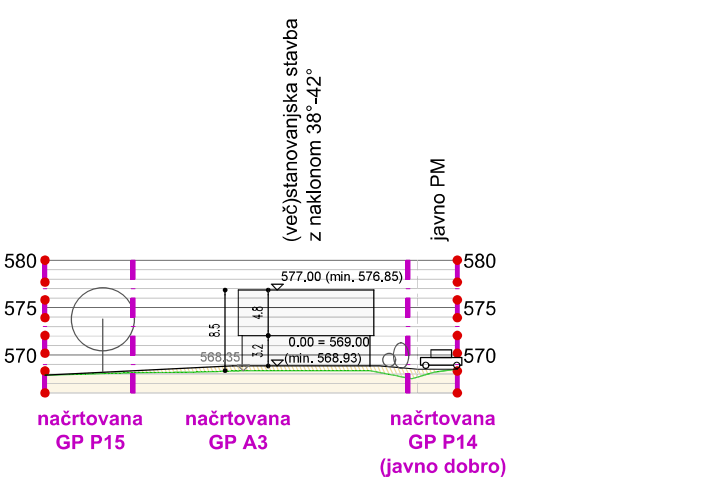 (več)stanovanjska stavba
z naklonom 38°-42°
javno PM
580
580
577.00 (min. 576,85)
575
575
4.8
8.5
0.00 = 569.00
3.2
568.35
(min. 568.93)
570
570
načrtovana
GP P15
načrtovana
GP A3
načrtovana
GP P14
(javno dobro)